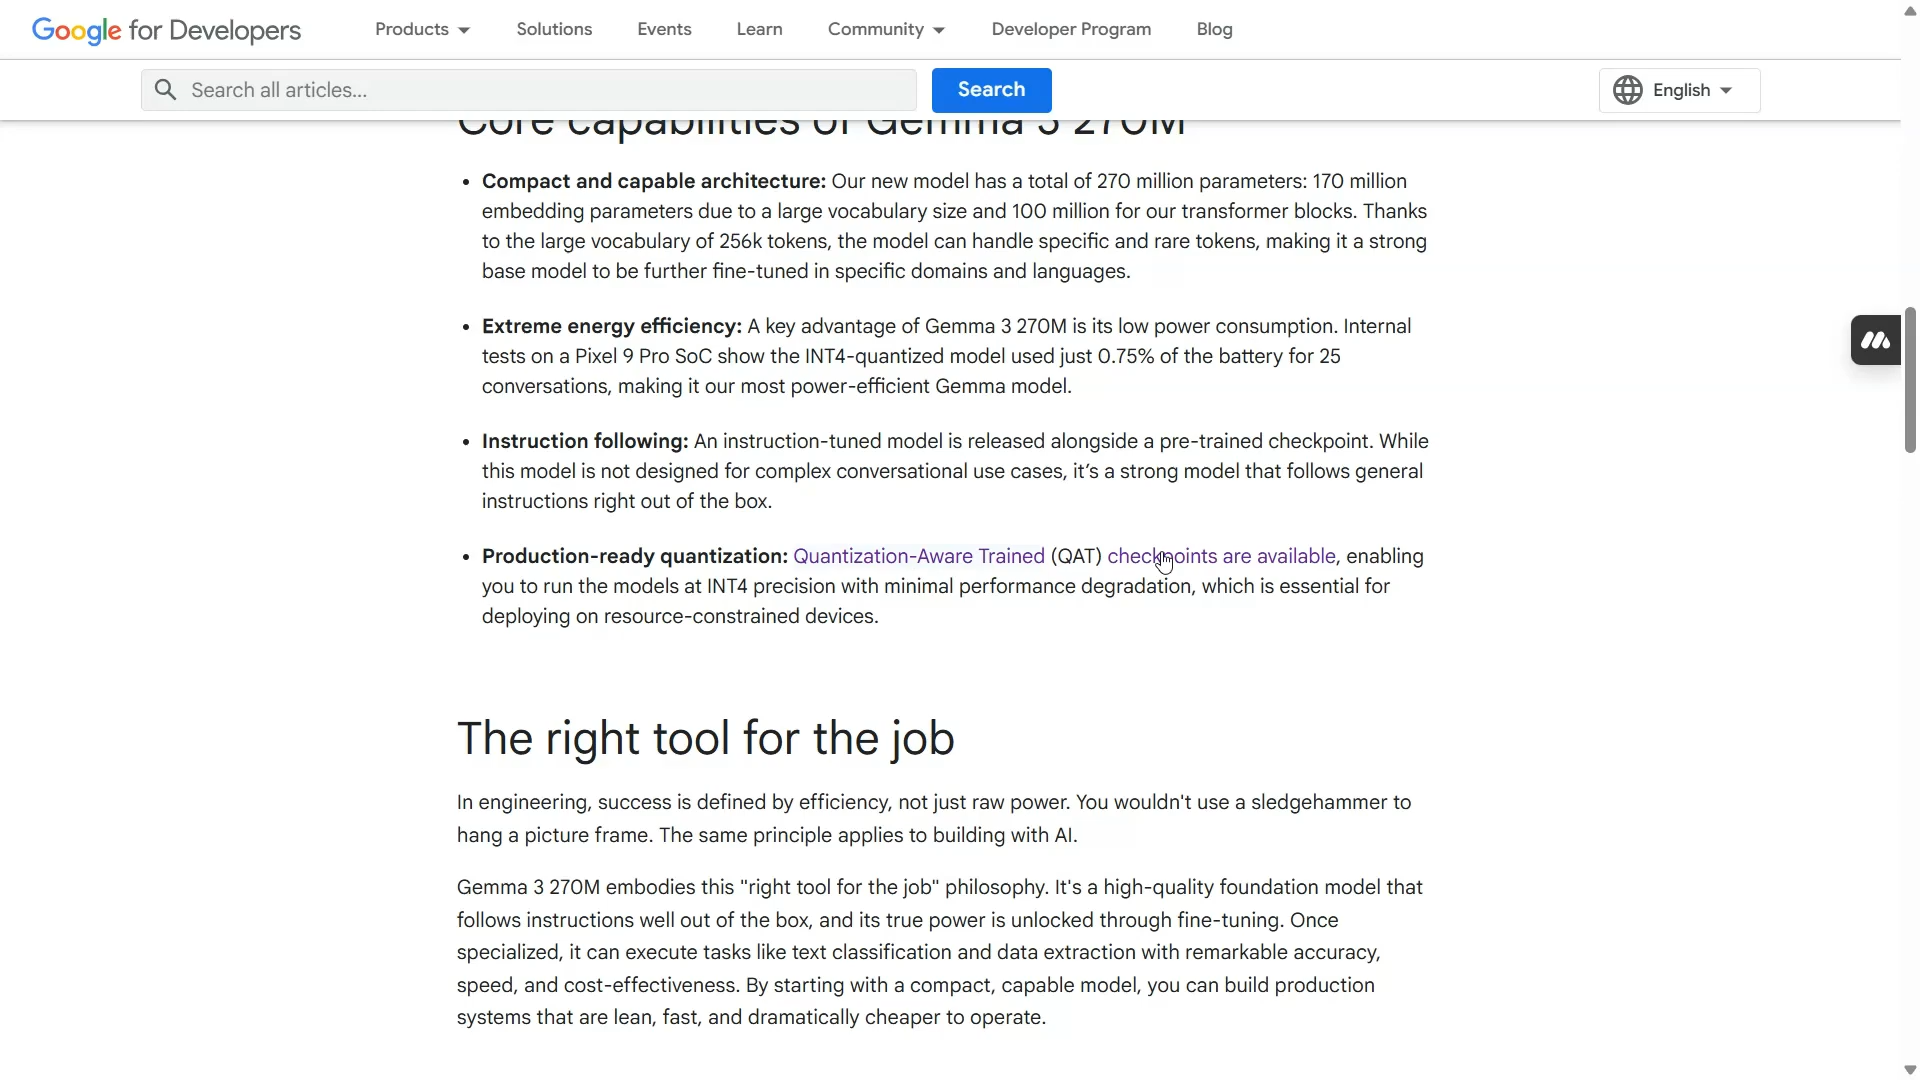 Google for Developers
Products
Solutions
Events
Learn
Community
Developer Program
Blog
Search all articles...
Search
English
Core capabilities of Gemma 3 270M
• Compact and capable architecture: Our new model has a total of 270 million parameters: 170 million
embedding parameters due to a large vocabulary size and 100 million for our transformer blocks. Thanks
to the large vocabulary of 256k tokens, the model can handle specific and rare tokens, making it a strong
base model to be further fine-tuned in specific domains and languages.
• Extreme energy efficiency: A key advantage of Gemma 3 270M is its low power consumption. Internal
tests on a Pixel 9 Pro SoC show the INT4-quantized model used just 0.75% of the battery for 25
conversations, making it our most power-efficient Gemma model.
• Instruction following: An instruction-tuned model is released alongside a pre-trained checkpoint. While
this model is not designed for complex conversational use cases, it’s a strong model that follows general
instructions right out of the box.
• Production-ready quantization: Quantization-Aware Trained (QAT) checkpoints are available, enabling
you to run the models at INT4 precision with minimal performance degradation, which is essential for
deploying on resource-constrained devices.
The right tool for the job
In engineering, success is defined by efficiency, not just raw power. You wouldn't use a sledgehammer to
hang a picture frame. The same principle applies to building with AI.
Gemma 3 270M embodies this "right tool for the job" philosophy. It's a high-quality foundation model that
follows instructions well out of the box, and its true power is unlocked through fine-tuning. Once
specialized, it can execute tasks like text classification and data extraction with remarkable accuracy,
speed, and cost-effectiveness. By starting with a compact, capable model, you can build production
systems that are lean, fast, and dramatically cheaper to operate.